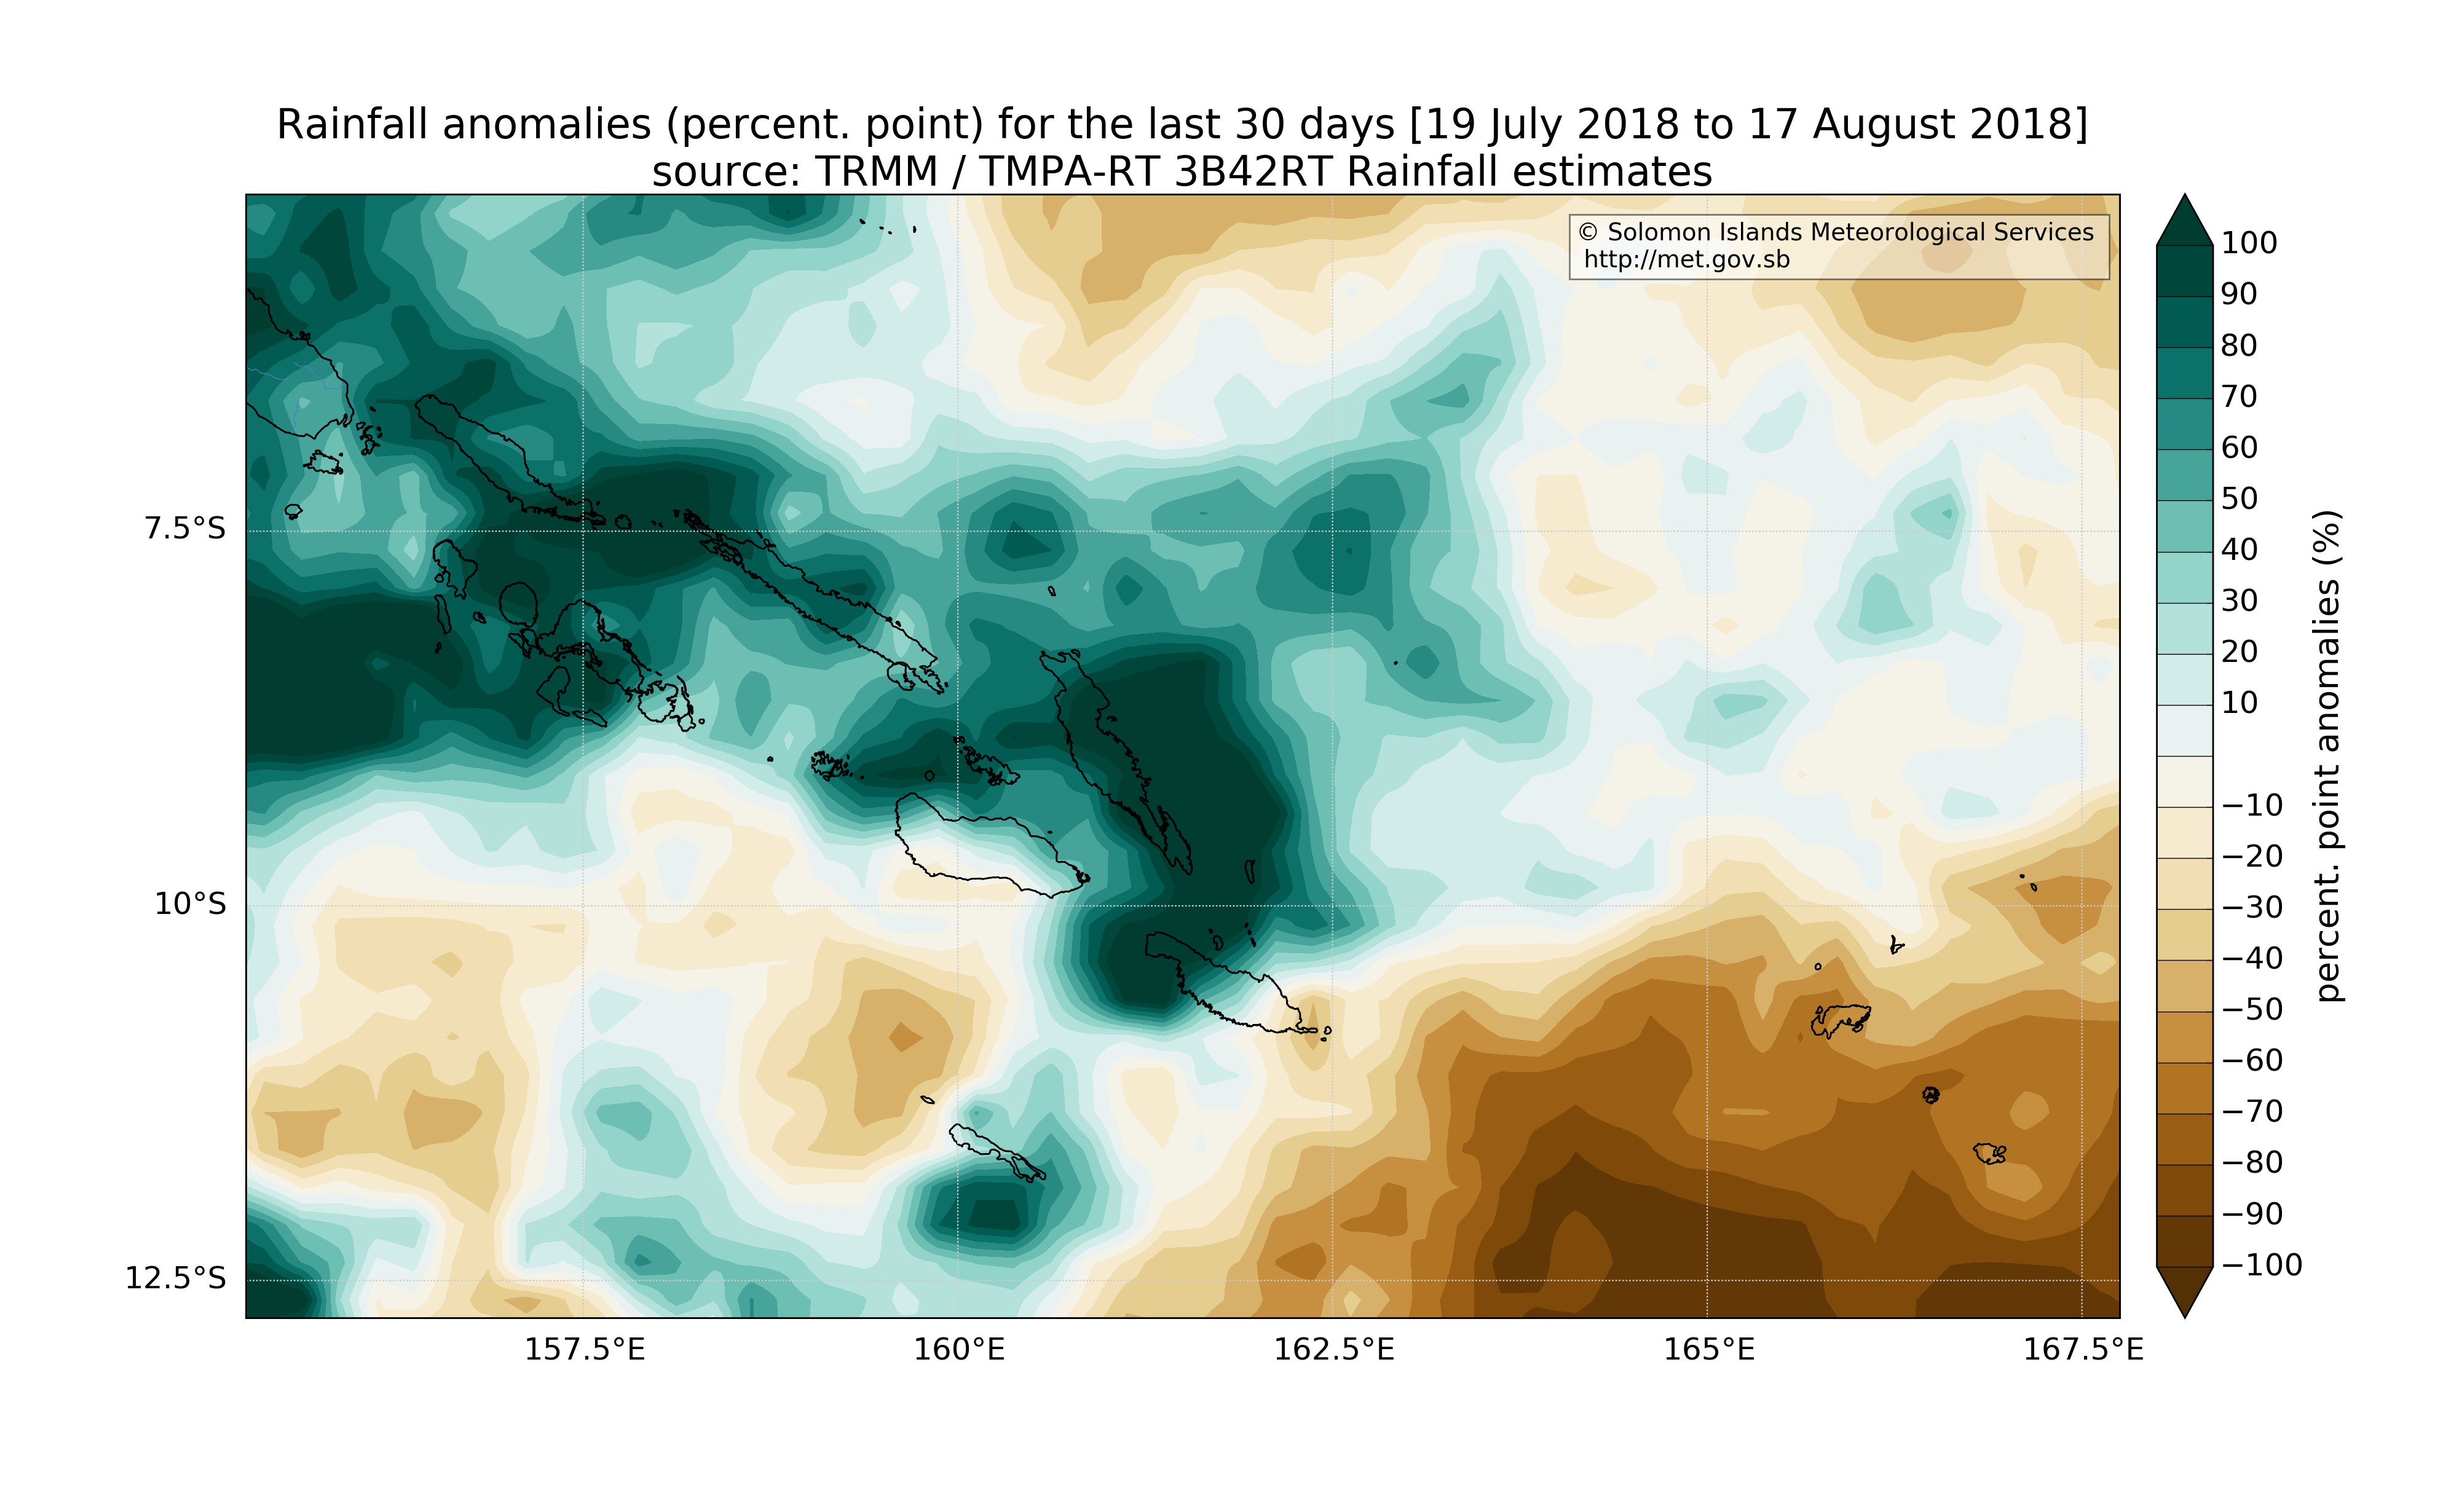 Rainfall anomalies (percent. point) for the last 30 days [19 July 2018 to 17 August 2018]
source: TRMM / TMPA-RT 3B42RT Rainfall estimates
© Solomon Islands Meteorological Services
http://met.gov.sb
7.5°S
10°S
12.5°S
157.5°E
160°E
162.5°E
165°E
167.5°E
100
90
80
70
60
50
40
30
20
10
−10
−20
−30
−40
−50
−60
−70
−80
−90
−100
percent. point anomalies (%)